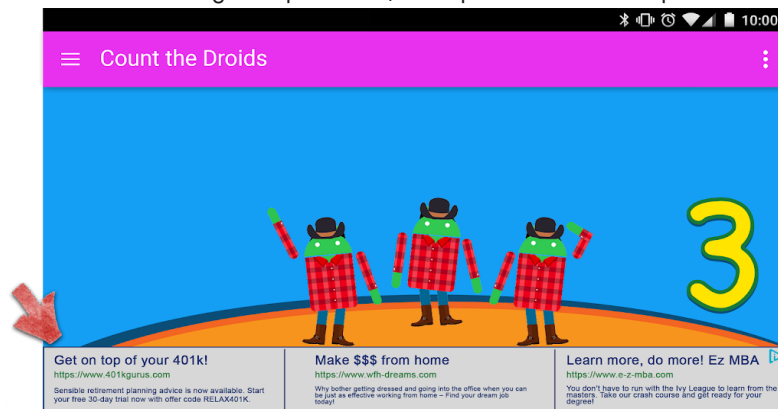 10:00
Count the Droids
3
Get on top of your 401k!
https://www.401kgurus.com
Sensible retirement planning advice is now available. Start
your free 30-day trial now with offer code RELAX401K.
Make $$$ from home
https://www.wfh-dreams.com
Why bother getting dressed and going into the office when you can
be just as effective working from home – Find your dream job
today!
Learn more, do more! Ez MBA
https://www.e-z-mba.com
You don't have to run with the Ivy League to learn from the
masters. Take our crash course and get ready for your
degree!